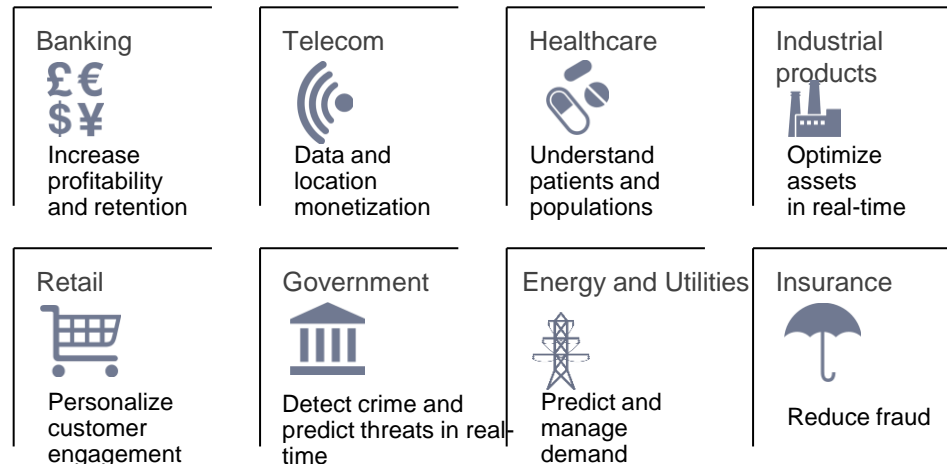 Banking
£ €
$ ¥
Increase
profitability
and retention
Telecom
Data and
location
monetization
Healthcare
Understand
patients and
populations
Industrial
products
Optimize
assets
in real-time
Retail
Personalize
customer
engagement
Government
Detect crime and
predict threats in real-
time
Energy and Utilities
Predict and
manage
demand
Insurance
Reduce fraud